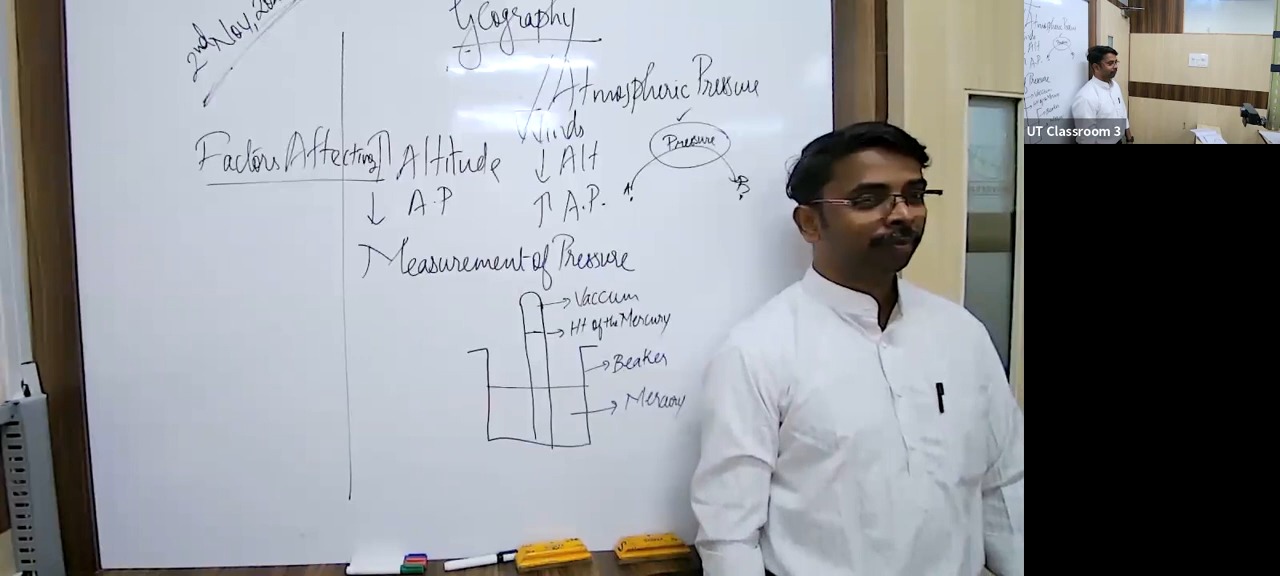 2nd Nov, 20
Geography
Atmospheric Pressure
Winds
Pressure
A
B
Factors Affecting
↑ Altitude
↓ A.P
↓ Alt
↑ A.P.
Measurement of Pressure
Vaccum
Ht of the Mercury
Beaker
Mercury
UT Classroom 3